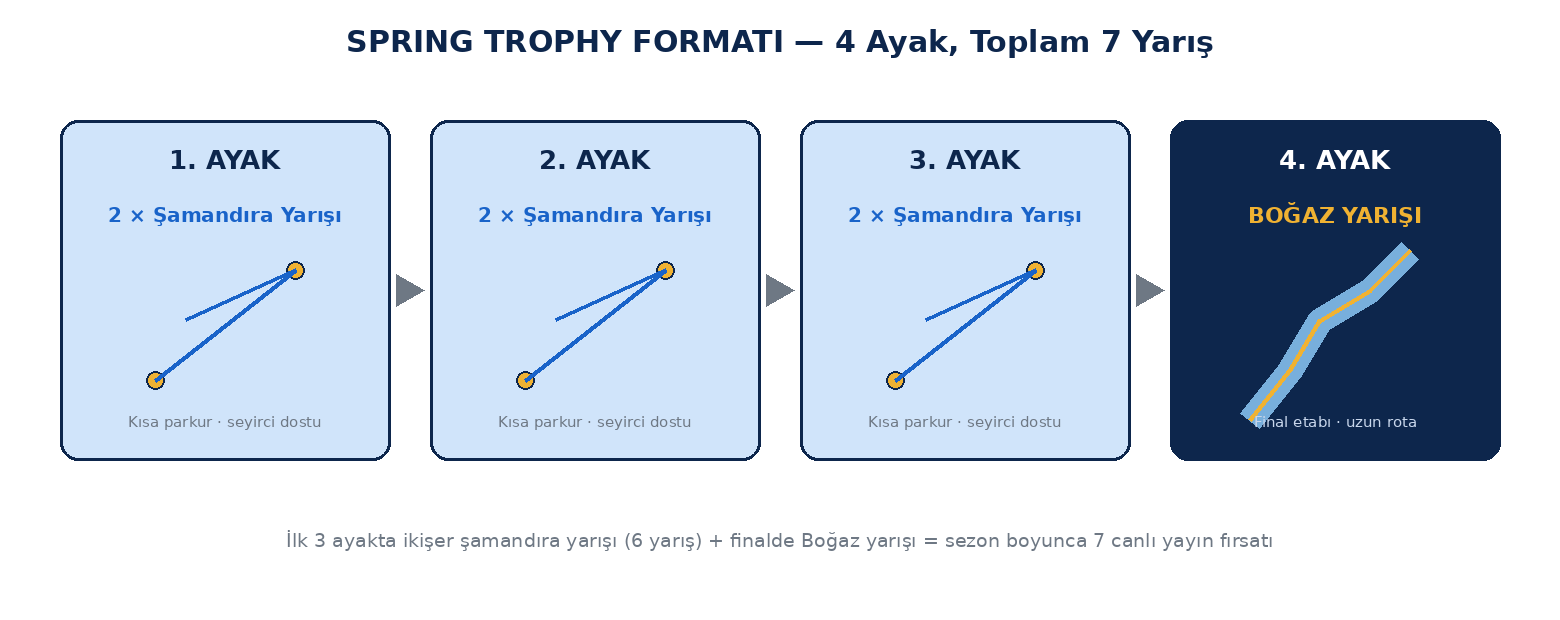 SPRING TROPHY FORMATI — 4 Ayak, Toplam 7 Yarış
1. AYAK
2 × Şamandıra Yarışı
Kısa parkur · seyirci dostu
2. AYAK
2 × Şamandıra Yarışı
Kısa parkur · seyirci dostu
3. AYAK
2 × Şamandıra Yarışı
Kısa parkur · seyirci dostu
4. AYAK
BOĞAZ YARIŞI
Final etabı · uzun rota
İlk 3 ayakta ikişer şamandıra yarışı (6 yarış) + finalde Boğaz yarışı = sezon boyunca 7 canlı yayın fırsatı